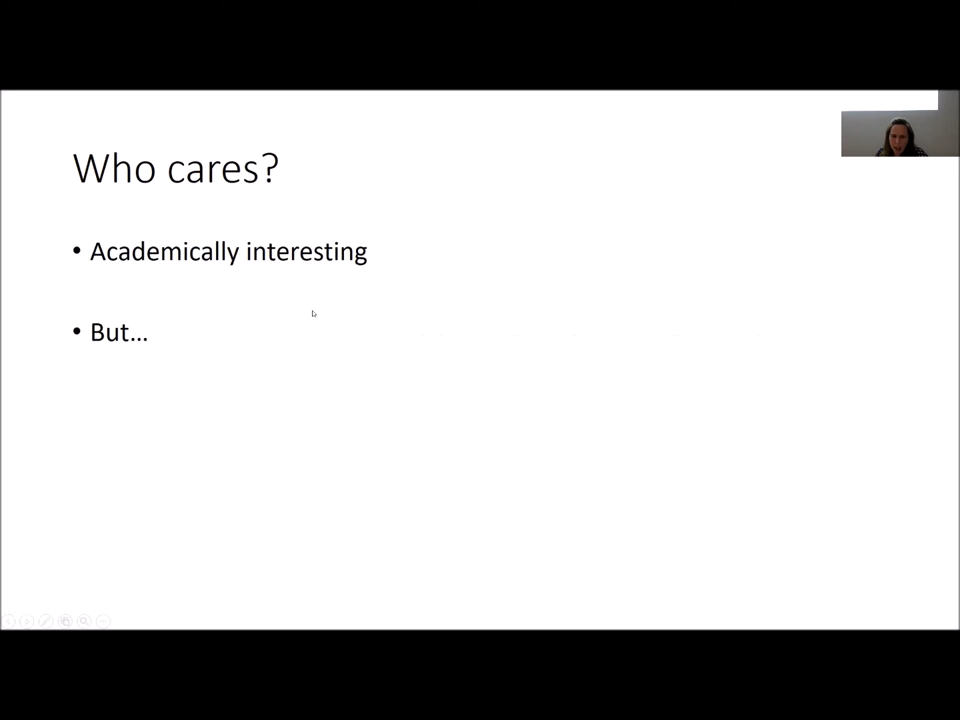 Who cares?
• Academically interesting
• But...